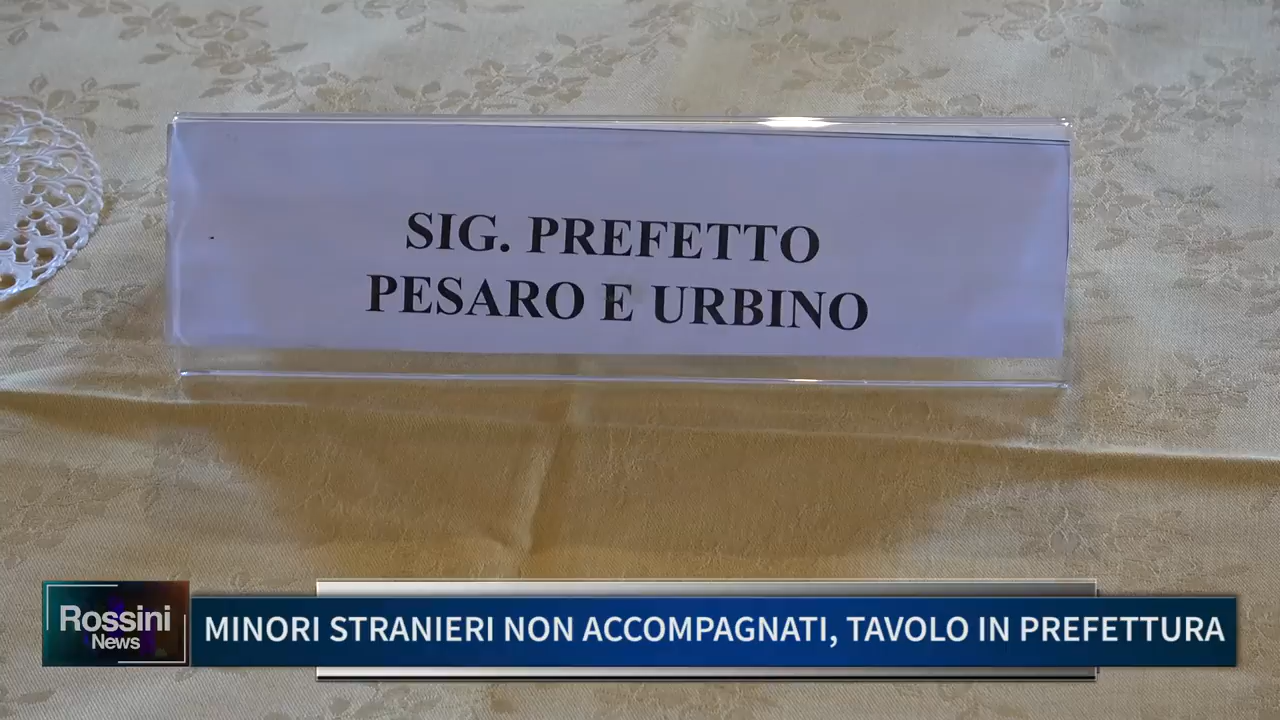 SIG. PREFETTO
PESARO E URBINO
Rossini
News
MINORI STRANIERI NON ACCOMPAGNATI, TAVOLO IN PREFETTURA